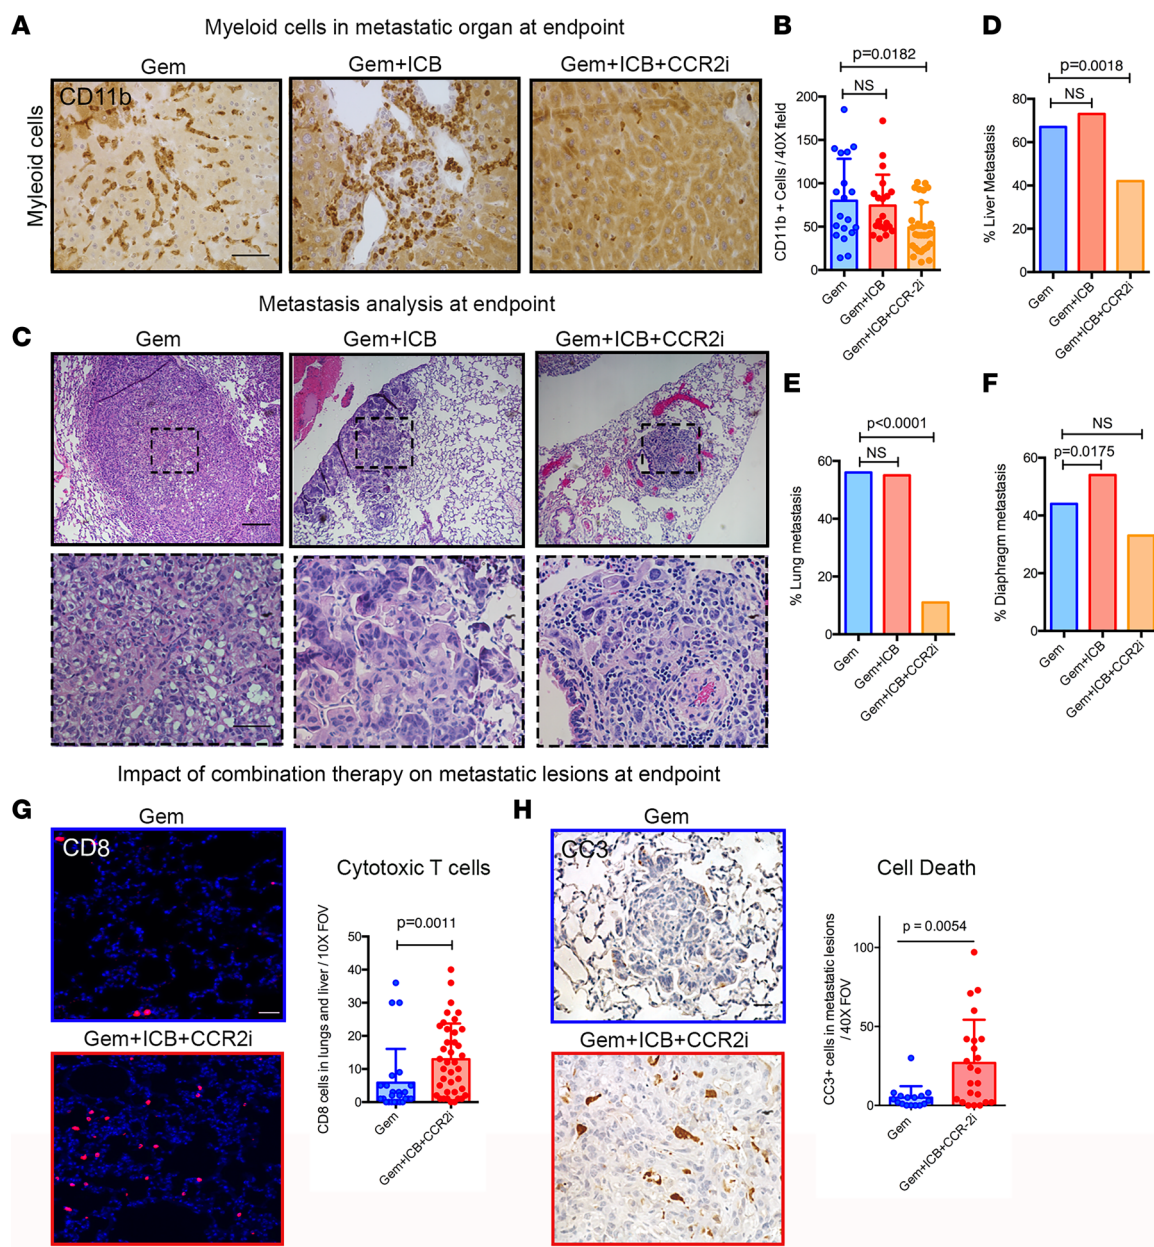 A
Myeloid cells in metastatic organ at endpoint
Gem
Gem+ICB
Gem+ICB+CCR2i
CD11b
Myleoid cells
B
p=0.0182
NS
CD11b + Cells / 40X field
200
150
100
50
0
Gem
Gem+ICB
Gem+ICB+CCR-2i
D
p=0.0018
NS
% Liver Metastasis
80
60
40
20
0
Gem
Gem+ICB
Gem+ICB+CCR2i
Metastasis analysis at endpoint
C
Gem
Gem+ICB
Gem+ICB+CCR2i
E
p<0.0001
NS
% Lung metastasis
60
40
20
0
Gem
Gem+ICB
Gem+ICB+CCR2i
F
NS
p=0.0175
% Diaphragm metastasis
60
40
20
0
Gem
Gem+ICB
Gem+ICB+CCR2i
Impact of combination therapy on metastatic lesions at endpoint
G
Gem
CD8
Gem+ICB+CCR2i
Cytotoxic T cells
p=0.0011
CD8 cells in lungs and liver / 10X FOV
50
40
30
20
10
0
Gem
Gem+ICB+CCR2i
H
Gem
CC3
Gem+ICB+CCR2i
Cell Death
p = 0.0054
CC3+ cells in metastatic lesions
/ 40X FOV
100
50
0
Gem
Gem+ICB+CCR-2i